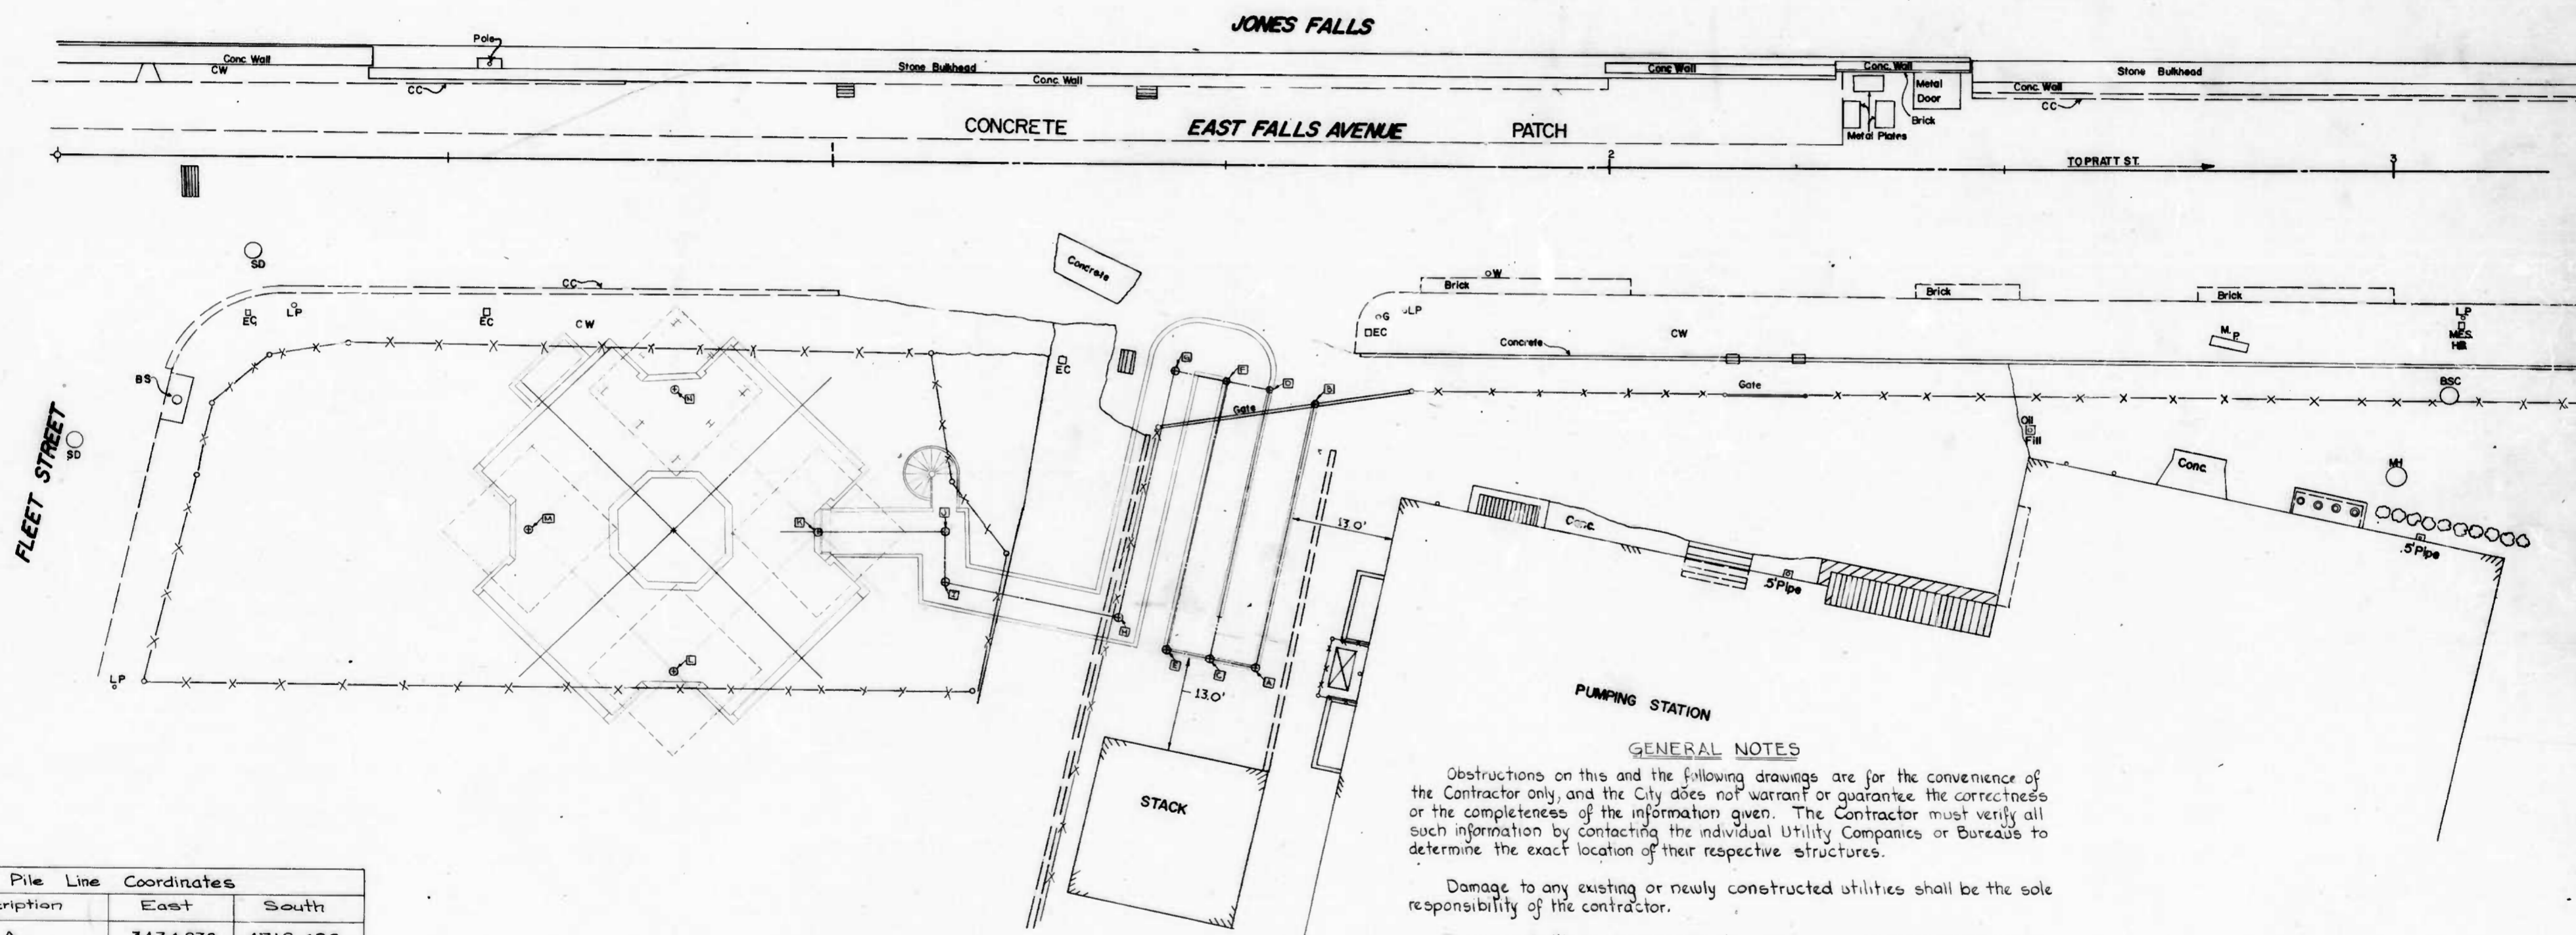 JONES FALLS
Pole
Conc. Wall
CW
CC
Stone Bulkhead
Conc. Wall
Conc Wall
Conc. Wall
Metal
Door
Brick
Metal Plates
Stone Bulkhead
Conc. Wall
CC
CONCRETE EAST FALLS AVENUE PATCH
1
2
TO PRATT ST.
3
SD
CC
EC
LP
EC
CW
Concrete
EC
BS
FLEET STREET
SD
LP
OW
Brick
Brick
Brick
G
LP
EC
CW
Concrete
M.P.
LP
MES
Gate
Gate
BSC
Oil
Fill
MH
Conc.
.5'Pipe
Conc.
.5'Pipe
13.0'
13.0'
N
M
K
J
I
H
L
F
D
B
E
C
A
STACK
PUMPING STATION
GENERAL NOTES
Obstructions on this and the following drawings are for the convenience of
the Contractor only, and the City does not warrant or guarantee the correctness
or the completeness of the information given. The Contractor must verify all
such information by contacting the individual Utility Companies or Bureaus to
determine the exact location of their respective structures.
Damage to any existing or newly constructed utilities shall be the sole
responsibility of the contractor.
Pile Line Coordinates
ription East South